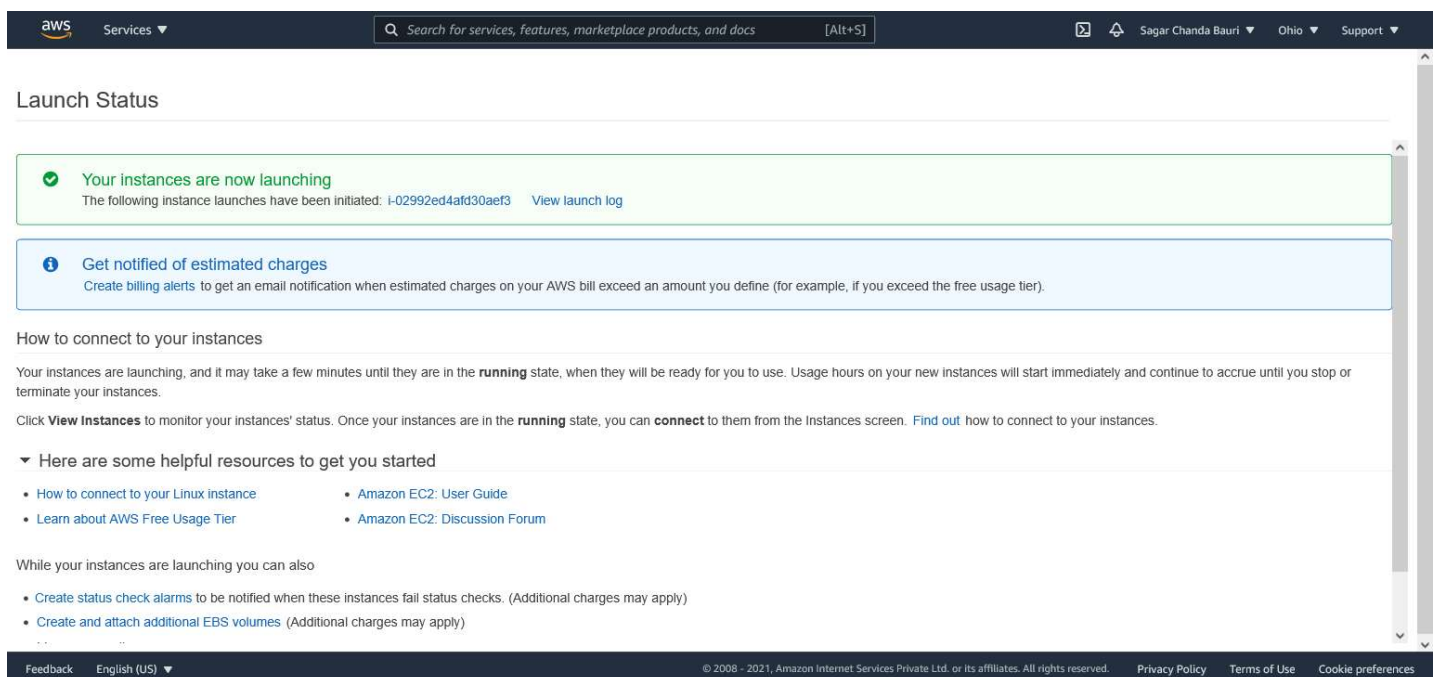 aws Services ▼ Search for services, features, marketplace products, and docs [Alt+S] Sagar Chanda Bauri ▼ Ohio ▼ Support ▼
Launch Status
Your instances are now launching
The following instance launches have been initiated: i-02992ed4afd30aef3 View launch log
Get notified of estimated charges
Create billing alerts to get an email notification when estimated charges on your AWS bill exceed an amount you define (for example, if you exceed the free usage tier).
How to connect to your instances
Your instances are launching, and it may take a few minutes until they are in the running state, when they will be ready for you to use. Usage hours on your new instances will start immediately and continue to accrue until you stop or
terminate your instances.
Click View Instances to monitor your instances' status. Once your instances are in the running state, you can connect to them from the Instances screen. Find out how to connect to your instances.
Here are some helpful resources to get you started
• How to connect to your Linux instance • Amazon EC2: User Guide
• Learn about AWS Free Usage Tier • Amazon EC2: Discussion Forum
While your instances are launching you can also
• Create status check alarms to be notified when these instances fail status checks. (Additional charges may apply)
• Create and attach additional EBS volumes (Additional charges may apply)
Feedback English (US) ▼ © 2008 - 2021, Amazon Internet Services Private Ltd. or its affiliates. All rights reserved. Privacy Policy Terms of Use Cookie preferences